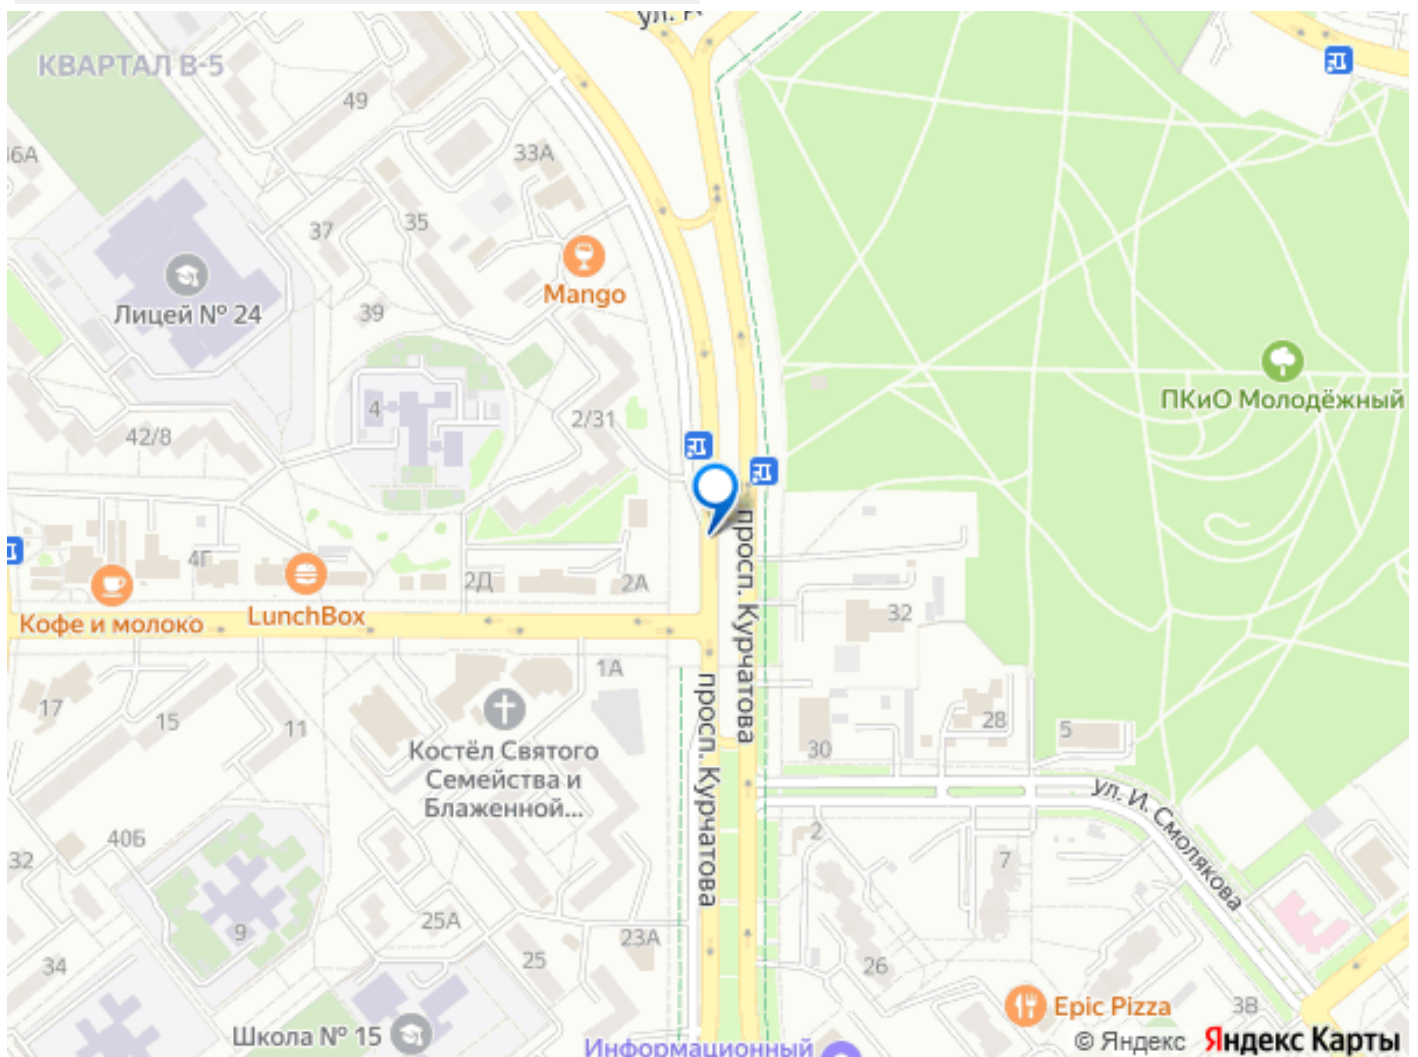 КВАРТАЛ В-5
49
33А
37
35
Mango
Лицей № 24
39
ПКиО Молодёжный
4
2/31
42/8
4Г
2Д
2А
LunchBox
Кофе и молоко
просп. Курчатова
32
1А
17
15
11
Костёл Святого
Семейства и
Блаженной...
просп. Курчатова
30
28
5
ул. И. Смолякова
2
7
40Б
32
9
25А
23А
25
34
26
3В
Школа № 15
Epic Pizza
Информационный
© Яндекс Яндекс Карты